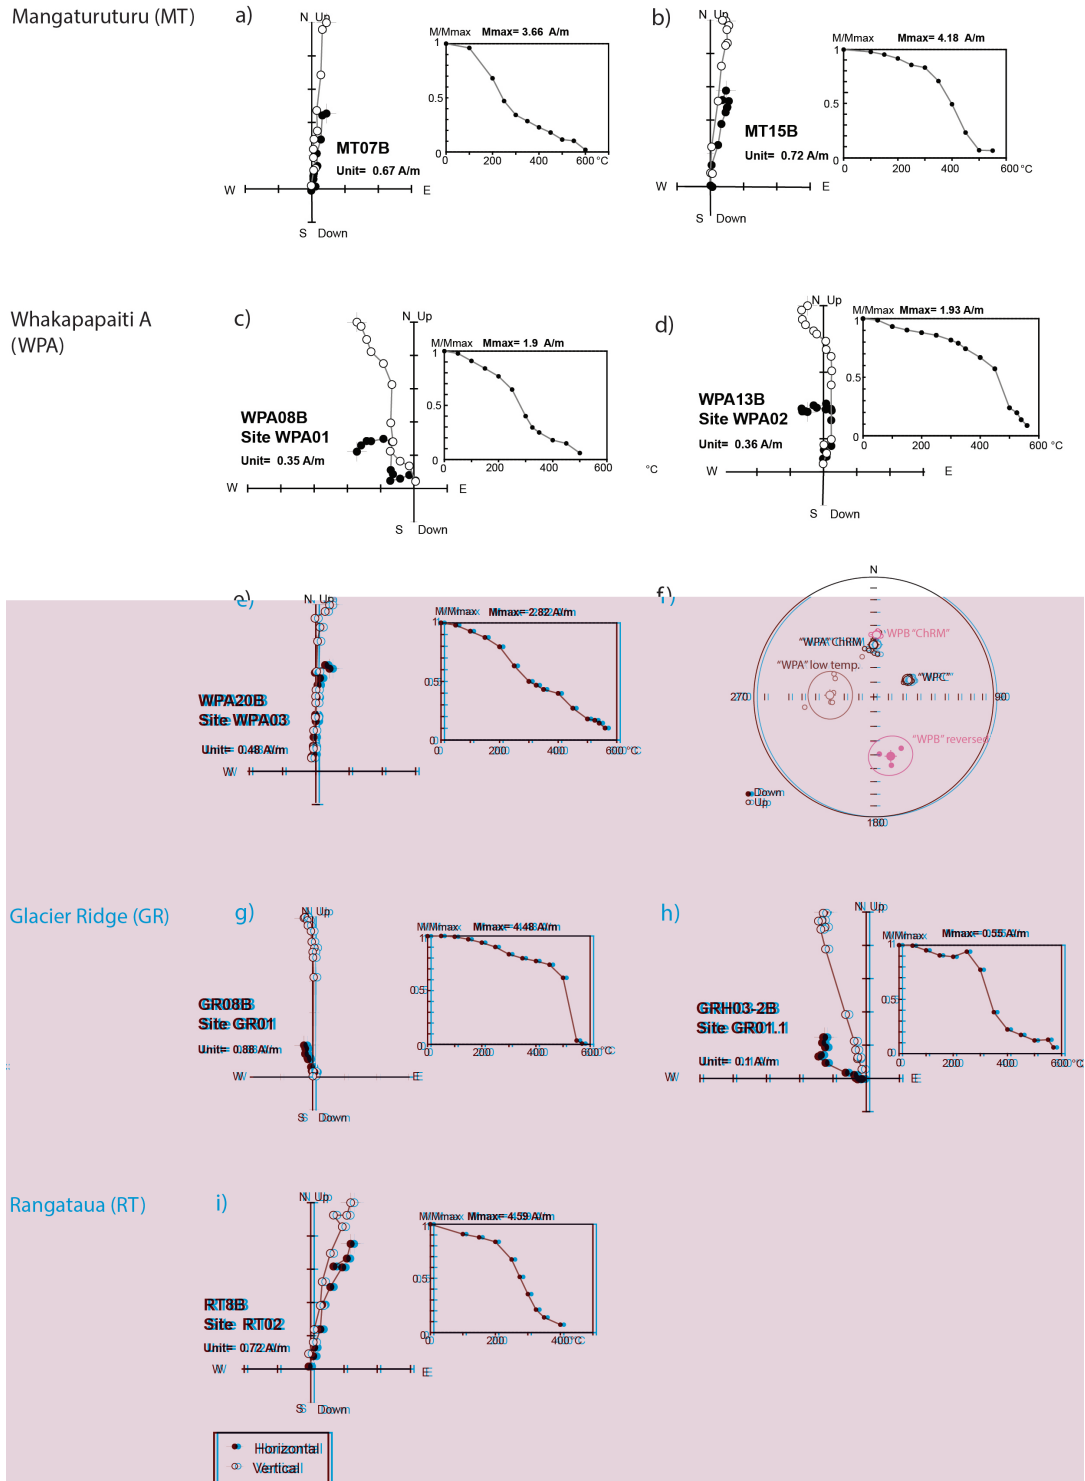 Mangaturuturu (MT)
a)
N Up
M/Mmax Mmax= 3.66 A/m
1
0.5
0 200 400 600 °C
MT07B
Unit= 0.67 A/m
W E
S Down
b)
N Up
M/Mmax Mmax= 4.18 A/m
1
0.5
0 200 400 600 °C
MT15B
Unit= 0.72 A/m
W E
S Down
Whakapapaiti A
(WPA)
c)
N Up
M/Mmax Mmax= 1.9 A/m
1
0.5
0 200 400 600
°C
WPA08B
Site WPA01
Unit= 0.35 A/m
W E
S Down
d)
N Up
M/Mmax Mmax= 1.93 A/m
1
0.5
0
0 200 400 600 °C
WPA13B
Site WPA02
Unit= 0.36 A/m
W E
S Down
e)
N Up
M/Mmax Mmax= 2.82 A/m
1
0.5
0
0 200 400 600°C
WPA20B
Site WPA03
Unit= 0.48 A/m
W
f)
N
WPB "ChRM"
"WPA" ChRM
"WPA" low temp.
"WPC"
270 90
"WPB" reversed
Down
Up
180
Glacier Ridge (GR)
g)
N Up
M/Mmax Mmax= 4.48 A/m
1
0.5
0
0 200 400 600°C
GR08B
Site GR01
Unit= 0.88 A/m
W E
S Down
h)
N Up
M/Mmax Mmax= 0.55 A/m
1
0.5
0
0 200 400 600°C
GRH03-2B
Site GR01.1
Unit= 0.1 A/m
W E
Rangataua (RT)
i)
N Up
M/Mmax Mmax= 4.59 A/m
1
0.5
0
0 200 400°C
RT8B
Site RT02
Unit= 0.72 A/m
W E
S Down
Horizontal
Vertical